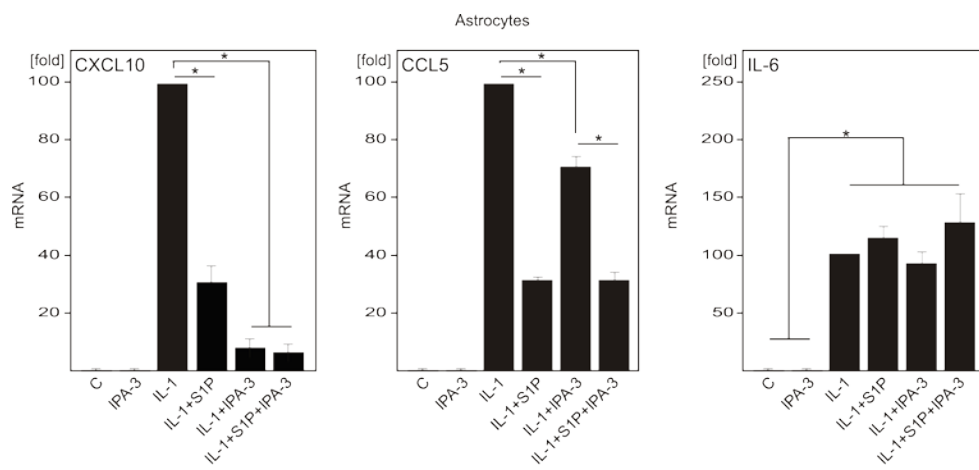 Astrocytes
[fold]
CXCL10
*
*
100
80
60
40
20
mRNA
C
IPA-3
IL-1
IL-1+S1P
IL-1+IPA-3
IL-1+S1P+IPA-3
[fold]
CCL5
*
*
*
100
80
60
40
20
mRNA
C
IPA-3
IL-1
IL-1+S1P
IL-1+IPA-3
IL-1+S1P+IPA-3
[fold]
IL-6
*
250
200
150
100
50
mRNA
C
IPA-3
IL-1
IL-1+S1P
IL-1+IPA-3
IL-1+S1P+IPA-3